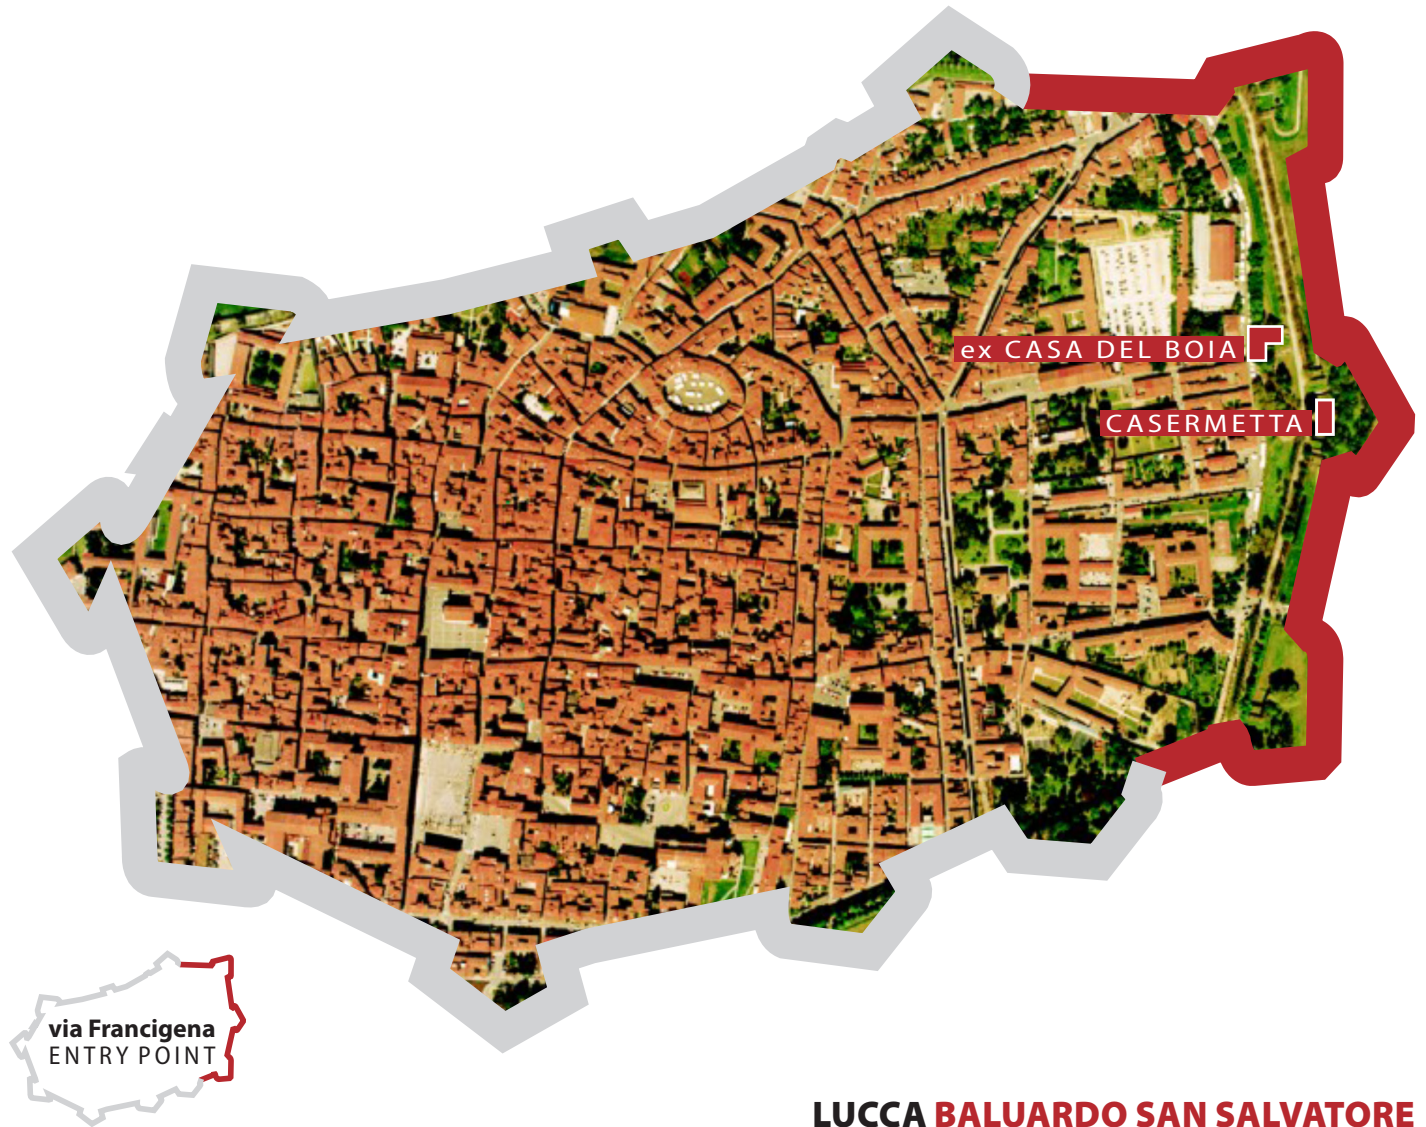 ex CASA DEL BOIA
CASERMETTA
via Francigena
ENTRY POINT
LUCCA BALUARDO SAN SALVATORE